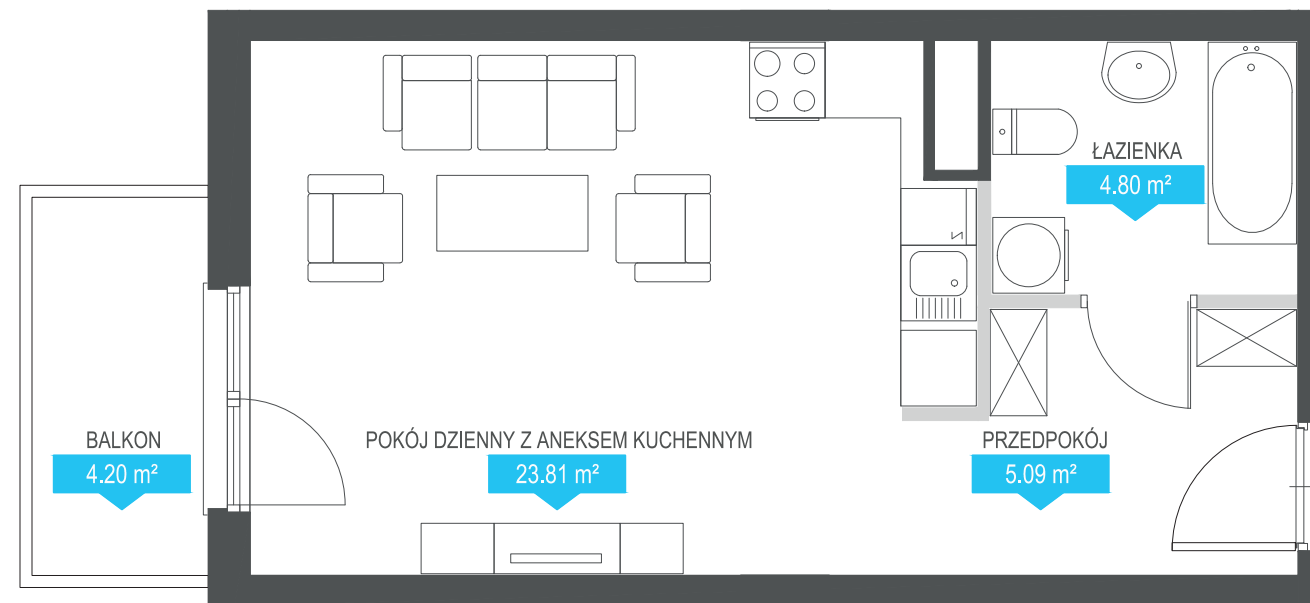 ŁAZIENKA
4.80 m²
BALKON
4.20 m²
POKÓJ DZIENNY Z ANEKSEM KUCHENNYM
23.81 m²
PRZEDPOKÓJ
5.09 m²